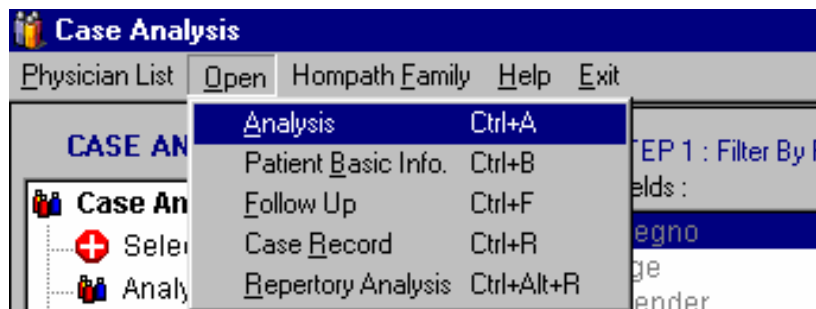 Case Analysis
Physician List Open Hompath Family Help Exit
Analysis Ctrl+A
CASE AN
TEP 1 : Filter By
Patient Basic Info. Ctrl+B
elds :
Case An
Follow Up Ctrl+F
egno
Selec
Case Record Ctrl+R
ge
Analy
Repertory Analysis Ctrl+Alt+R
ender